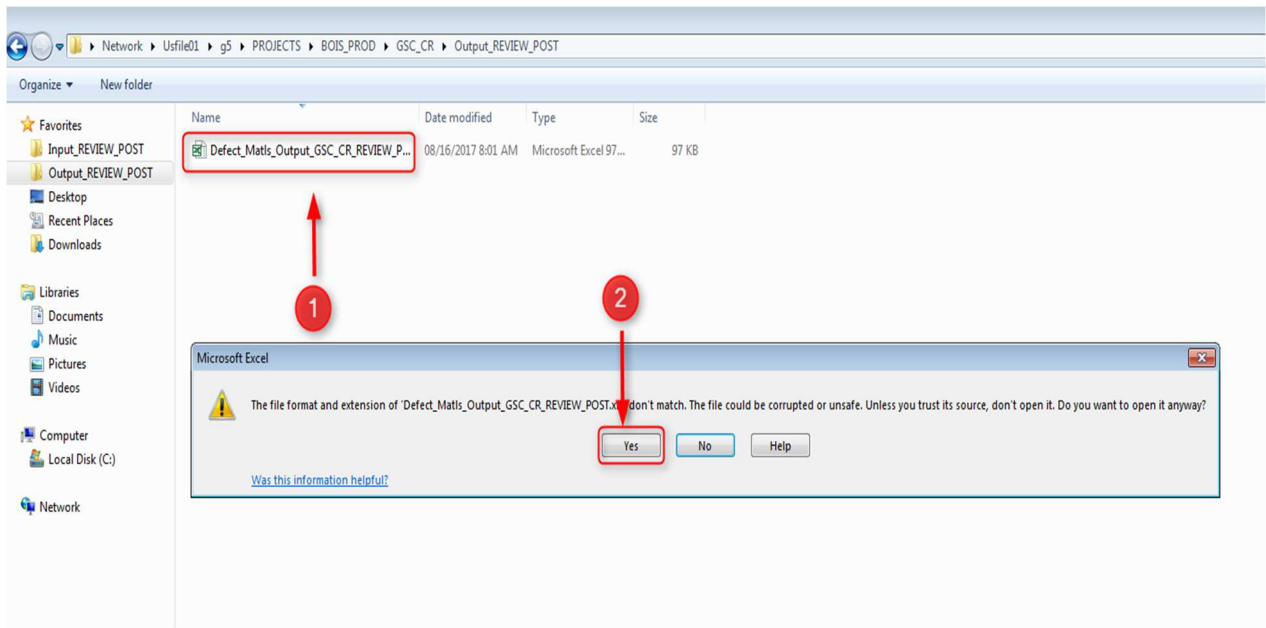 Network ▸ Usfile01 ▸ g5 ▸ PROJECTS ▸ BOIS_PROD ▸ GSC_CR ▸ Output_REVIEW_POST
Organize New folder
Favorites
Input_REVIEW_POST
Output_REVIEW_POST
Desktop
Recent Places
Downloads
Libraries
Documents
Music
Pictures
Videos
Computer
Local Disk (C:)
Network
Name Date modified Type Size
Defect_Matls_Output_GSC_CR_REVIEW_P... 08/16/2017 8:01 AM Microsoft Excel 97... 97 KB
1
2
Microsoft Excel
The file format and extension of 'Defect_Matls_Output_GSC_CR_REVIEW_POST.x don't match. The file could be corrupted or unsafe. Unless you trust its source, don't open it. Do you want to open it anyway?
Yes No Help
Was this information helpful?